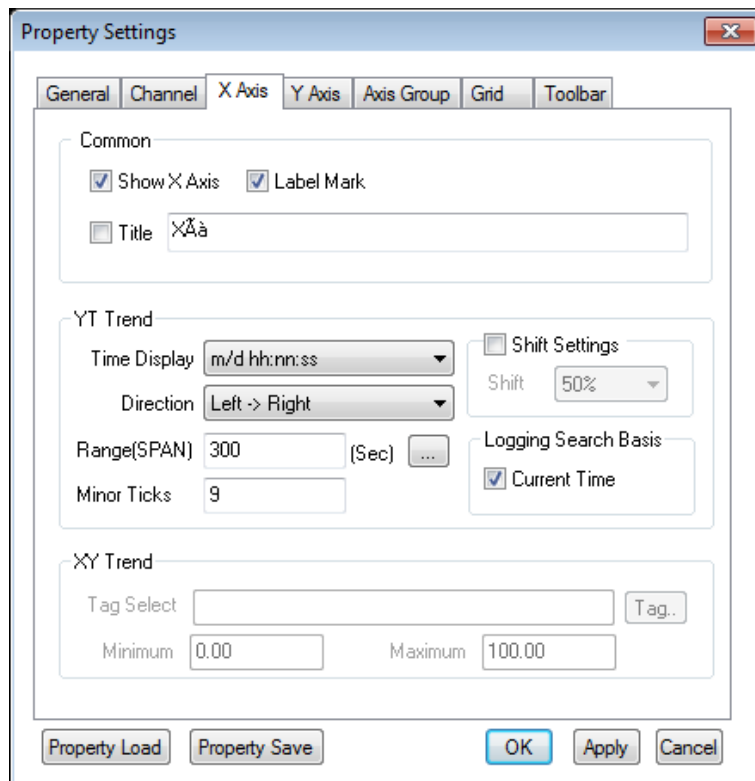 Property Settings
General Channel X Axis Y Axis Axis Group Grid Toolbar
Common
Show X Axis Label Mark
Title XÃà
YT Trend
Time Display m/d hh:nn:ss
Direction Left -> Right
Range(SPAN) 300 (Sec) ...
Minor Ticks 9
Shift Settings
Shift 50%
Logging Search Basis
Current Time
XY Trend
Tag Select Tag..
Minimum 0.00 Maximum 100.00
Property Load Property Save OK Apply Cancel